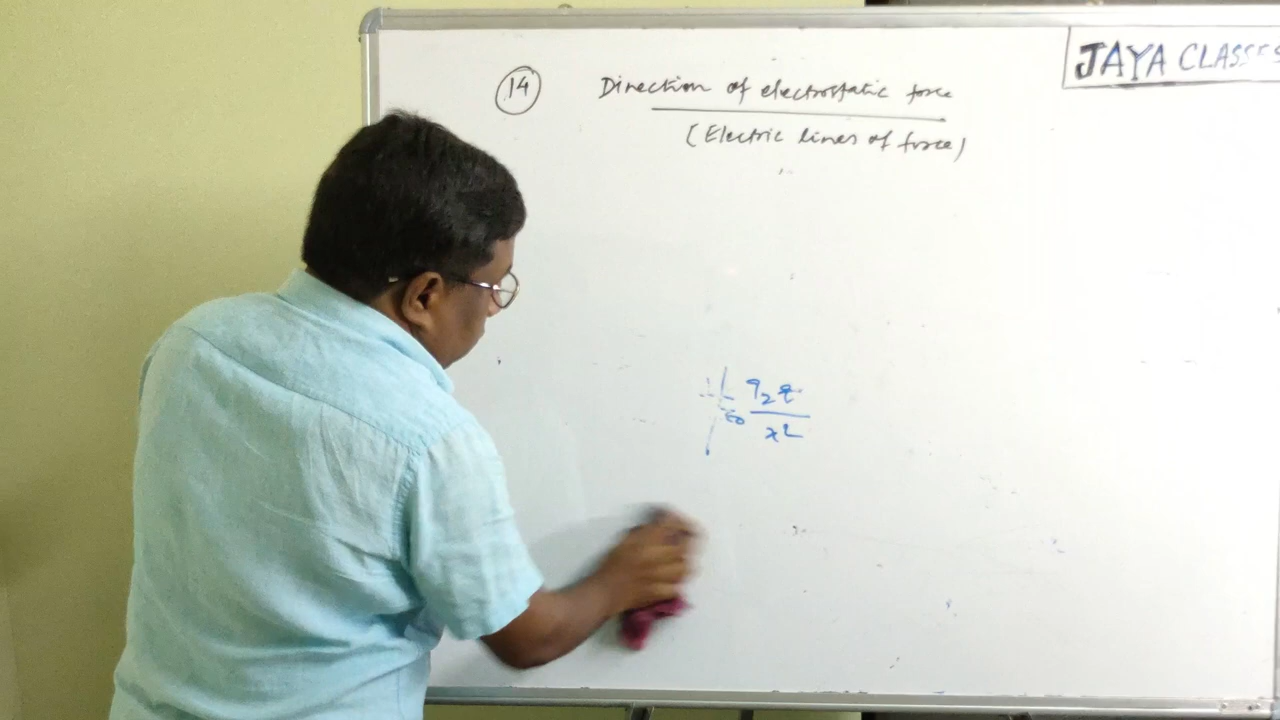 JAYA CLASSES
14 Direction of electrostatic force
(Electric lines of force)
q₂q
x²